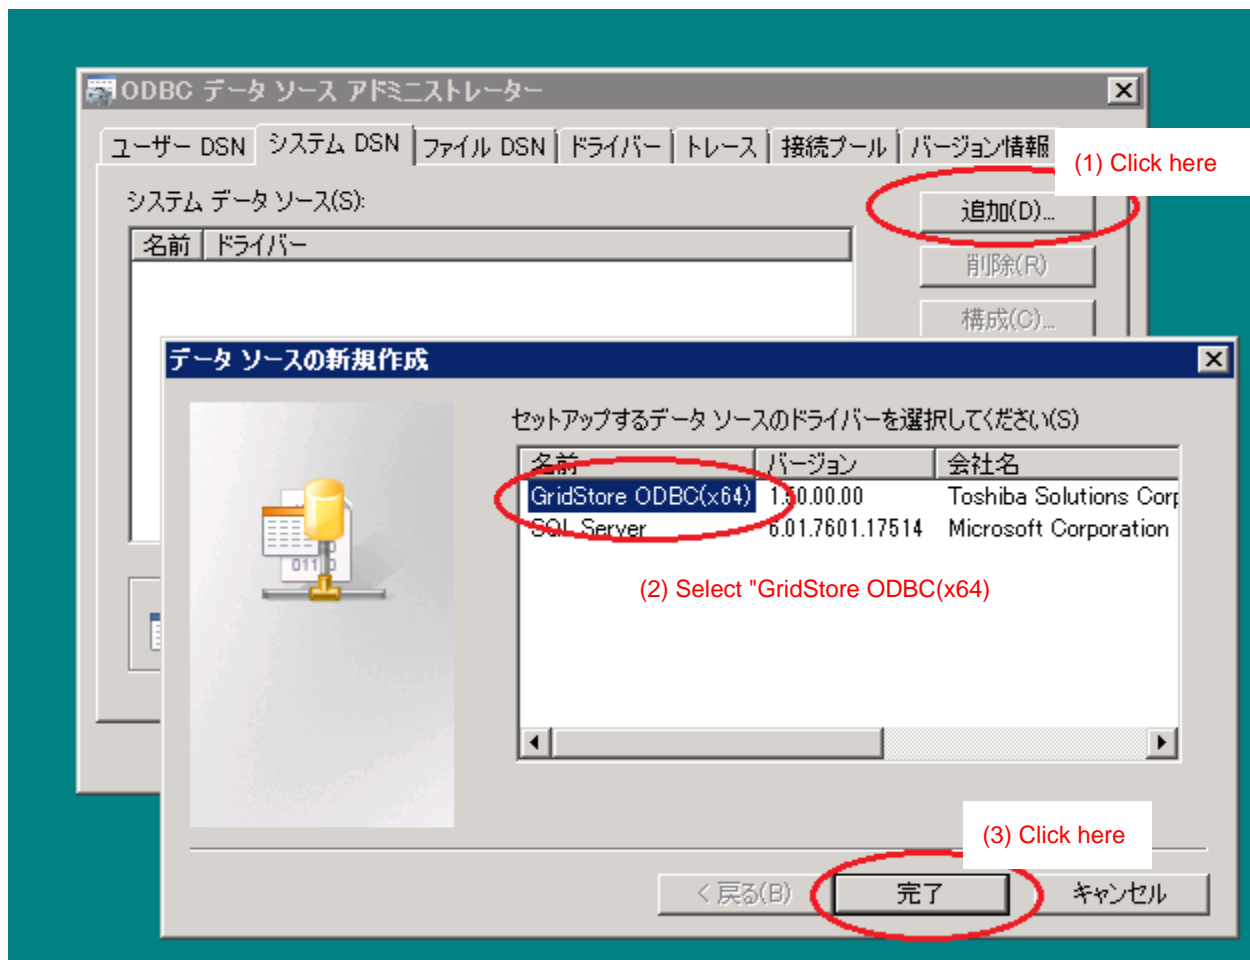 ODBC データ ソース アドミニストレーター
ユーザー DSN システム DSN ファイル DSN ドライバー トレース 接続プール バージョン情報
(1) Click here
システム データ ソース(S):
追加(D)...
名前 ドライバー
削除(R)
構成(C)...
データ ソースの新規作成
セットアップするデータ ソースのドライバーを選択してください(S)
名前 バージョン 会社名
GridStore ODBC(x64) 1.50.00.00 Toshiba Solutions Corp
SQL Server 6.01.7601.17514 Microsoft Corporation
(2) Select "GridStore ODBC(x64)
011
(3) Click here
< 戻る(B) 完了 キャンセル